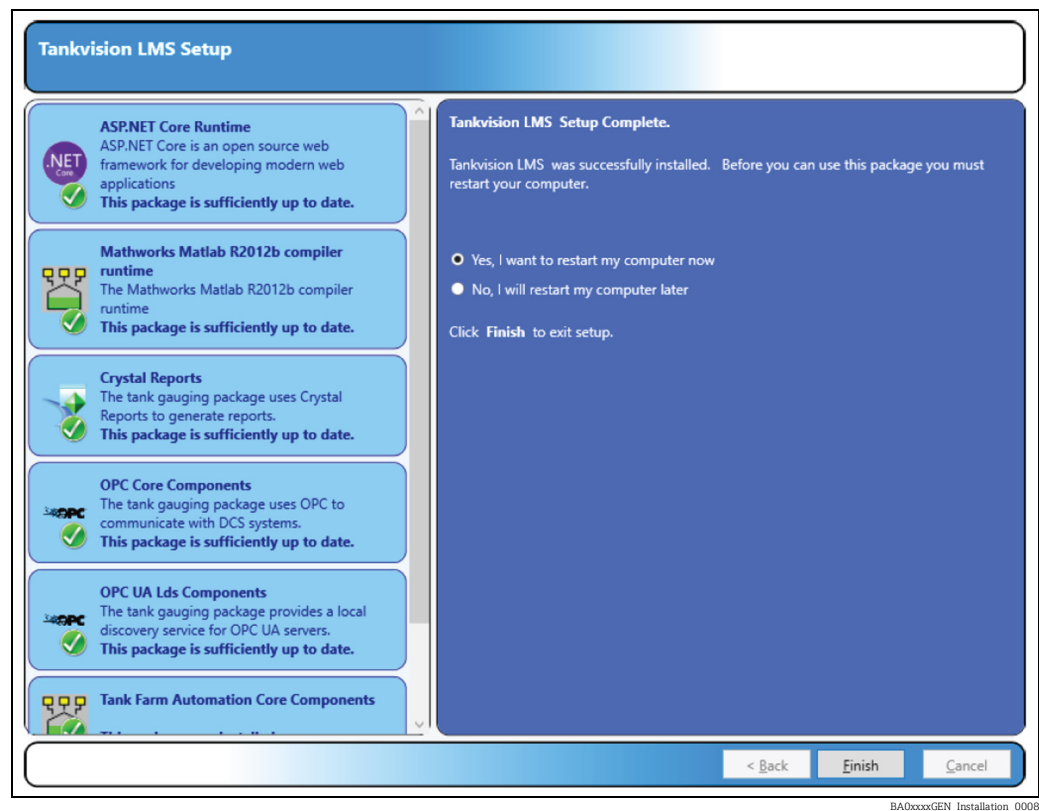 Tankvision LMS Setup
ASP.NET Core Runtime
ASP.NET Core is an open source web
framework for developing modern web
applications
This package is sufficiently up to date.
.NET
Core
Mathworks Matlab R2012b compiler
runtime
The Mathworks Matlab R2012b compiler
runtime
This package is sufficiently up to date.
Crystal Reports
The tank gauging package uses Crystal
Reports to generate reports.
This package is sufficiently up to date.
OPC Core Components
The tank gauging package uses OPC to
communicate with DCS systems.
This package is sufficiently up to date.
OPC
OPC UA Lds Components
The tank gauging package provides a local
discovery service for OPC UA servers.
This package is sufficiently up to date.
OPC
Tank Farm Automation Core Components
Tankvision LMS  Setup Complete.
Tankvision LMS  was successfully installed.   Before you can use this package you must
restart your computer.
Yes, I want to restart my computer now
No, I will restart my computer later
Click  Finish  to exit setup.
< Back
Finish
Cancel
BA0xxxxGEN_Installation_0008